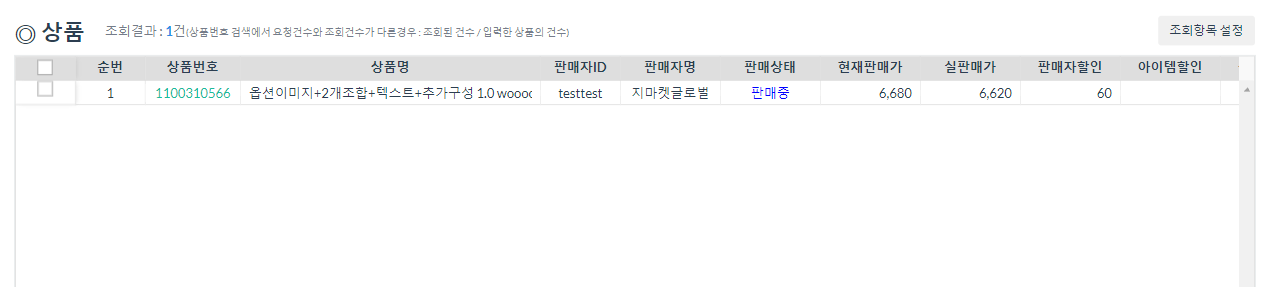 ◎ 상품 조회결과 : 1건(상품번호 검색에서 요청건수와 조회건수가 다른경우 : 조회된 건수 / 입력한 상품의 건수) 조회항목 설정
순번 상품번호 상품명 판매자ID 판매자명 판매상태 현재판매가 실판매가 판매자할인 아이템할인
1 1100310566 옵션이미지+2개조합+텍스트+추가구성 1.0 woooo testtest 지마켓글로벌 판매중 6,680 6,620 60